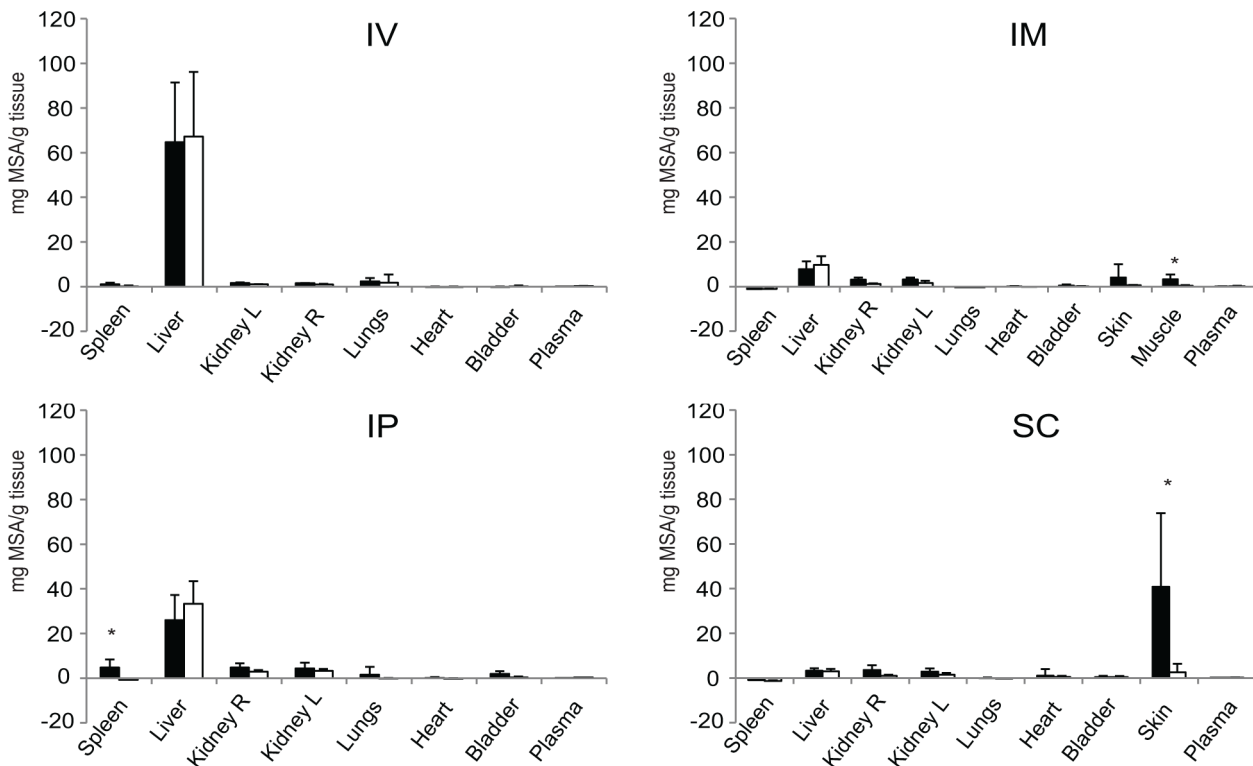 IV
mg MSA/g tissue
120
100
80
60
40
20
0
-20
Spleen
Liver
Kidney L
Kidney R
Lungs
Heart
Bladder
Plasma
IM
mg MSA/g tissue
120
100
80
60
40
20
0
-20
*
Spleen
Liver
Kidney R
Kidney L
Lungs
Heart
Bladder
Skin
Muscle
Plasma
IP
mg MSA/g tissue
120
100
80
60
40
20
0
-20
*
Spleen
Liver
Kidney R
Kidney L
Lungs
Heart
Bladder
Plasma
SC
mg MSA/g tissue
120
100
80
60
40
20
0
-20
*
Spleen
Liver
Kidney R
Kidney L
Lungs
Heart
Bladder
Skin
Plasma